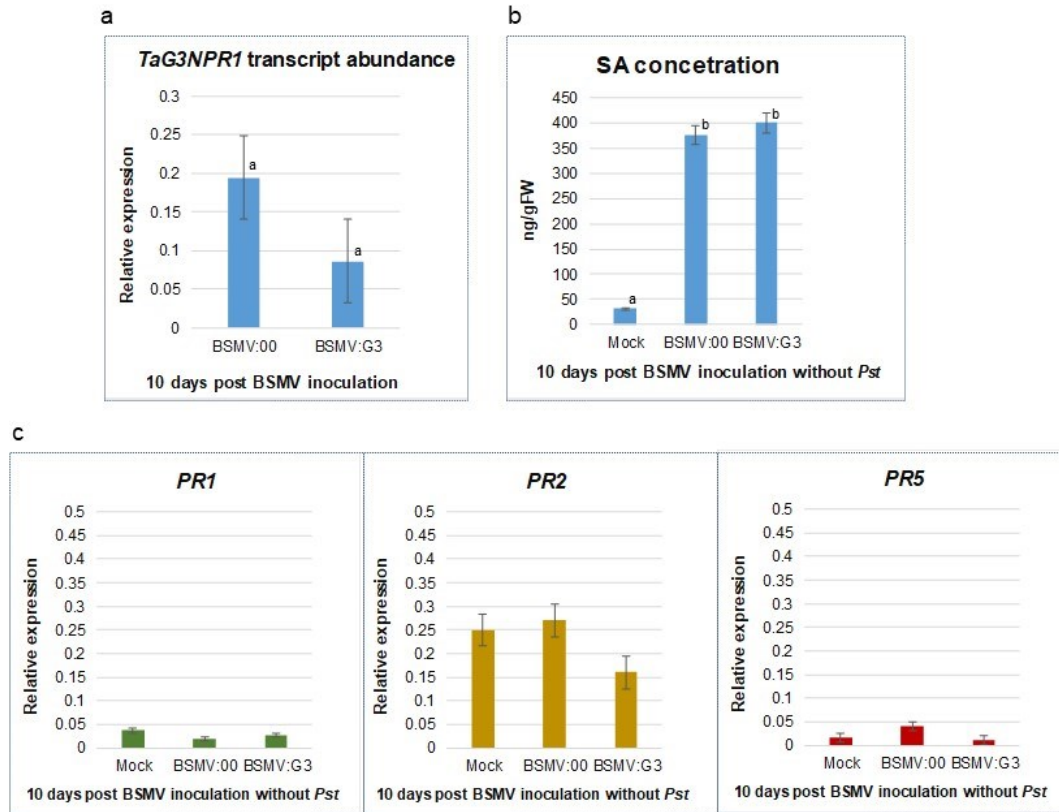 a
TaG3NPR1 transcript abundance
Relative expression
0.3
0.25
0.2
0.15
0.1
0.05
0
a
a
BSMV:00 BSMV:G3
10 days post BSMV inoculation
b
SA concetration
ng/gFW
450
400
350
300
250
200
150
100
50
0
a
b
b
Mock BSMV:00 BSMV:G3
10 days post BSMV inoculation without Pst
c
PR1
Relative expression
0.5
0.45
0.4
0.35
0.3
0.25
0.2
0.15
0.1
0.05
0
Mock BSMV:00 BSMV:G3
10 days post BSMV inoculation without Pst
PR2
Relative expression
0.5
0.45
0.4
0.35
0.3
0.25
0.2
0.15
0.1
0.05
0
Mock BSMV:00 BSMV:G3
10 days post BSMV inoculation without Pst
PR5
Relative expression
0.5
0.45
0.4
0.35
0.3
0.25
0.2
0.15
0.1
0.05
0
Mock BSMV:00 BSMV:G3
10 days post BSMV inoculation without Pst